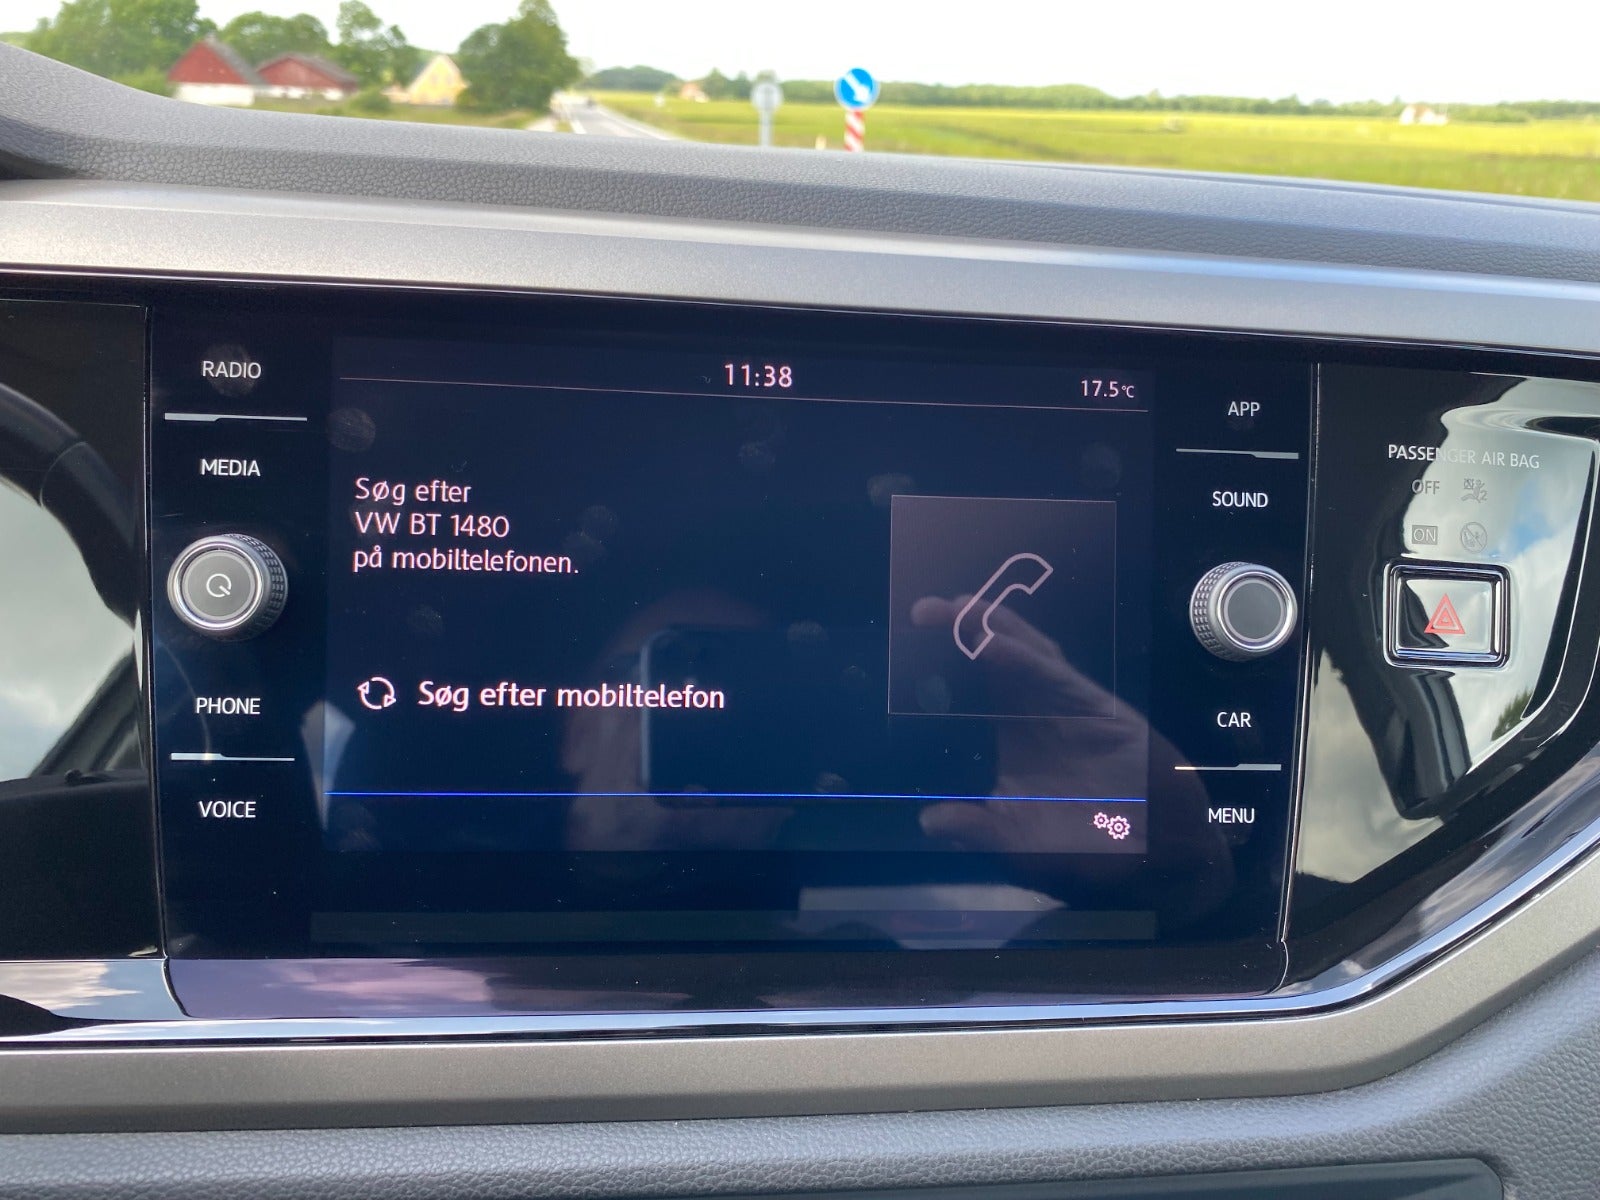 11:38
17.5°C
RADIO
MEDIA
PHONE
VOICE
Søg efter
VW BT 1480
på mobiltelefonen.
Søg efter mobiltelefon
APP
SOUND
CAR
MENU
PASSENGER AIR BAG
OFF
ON